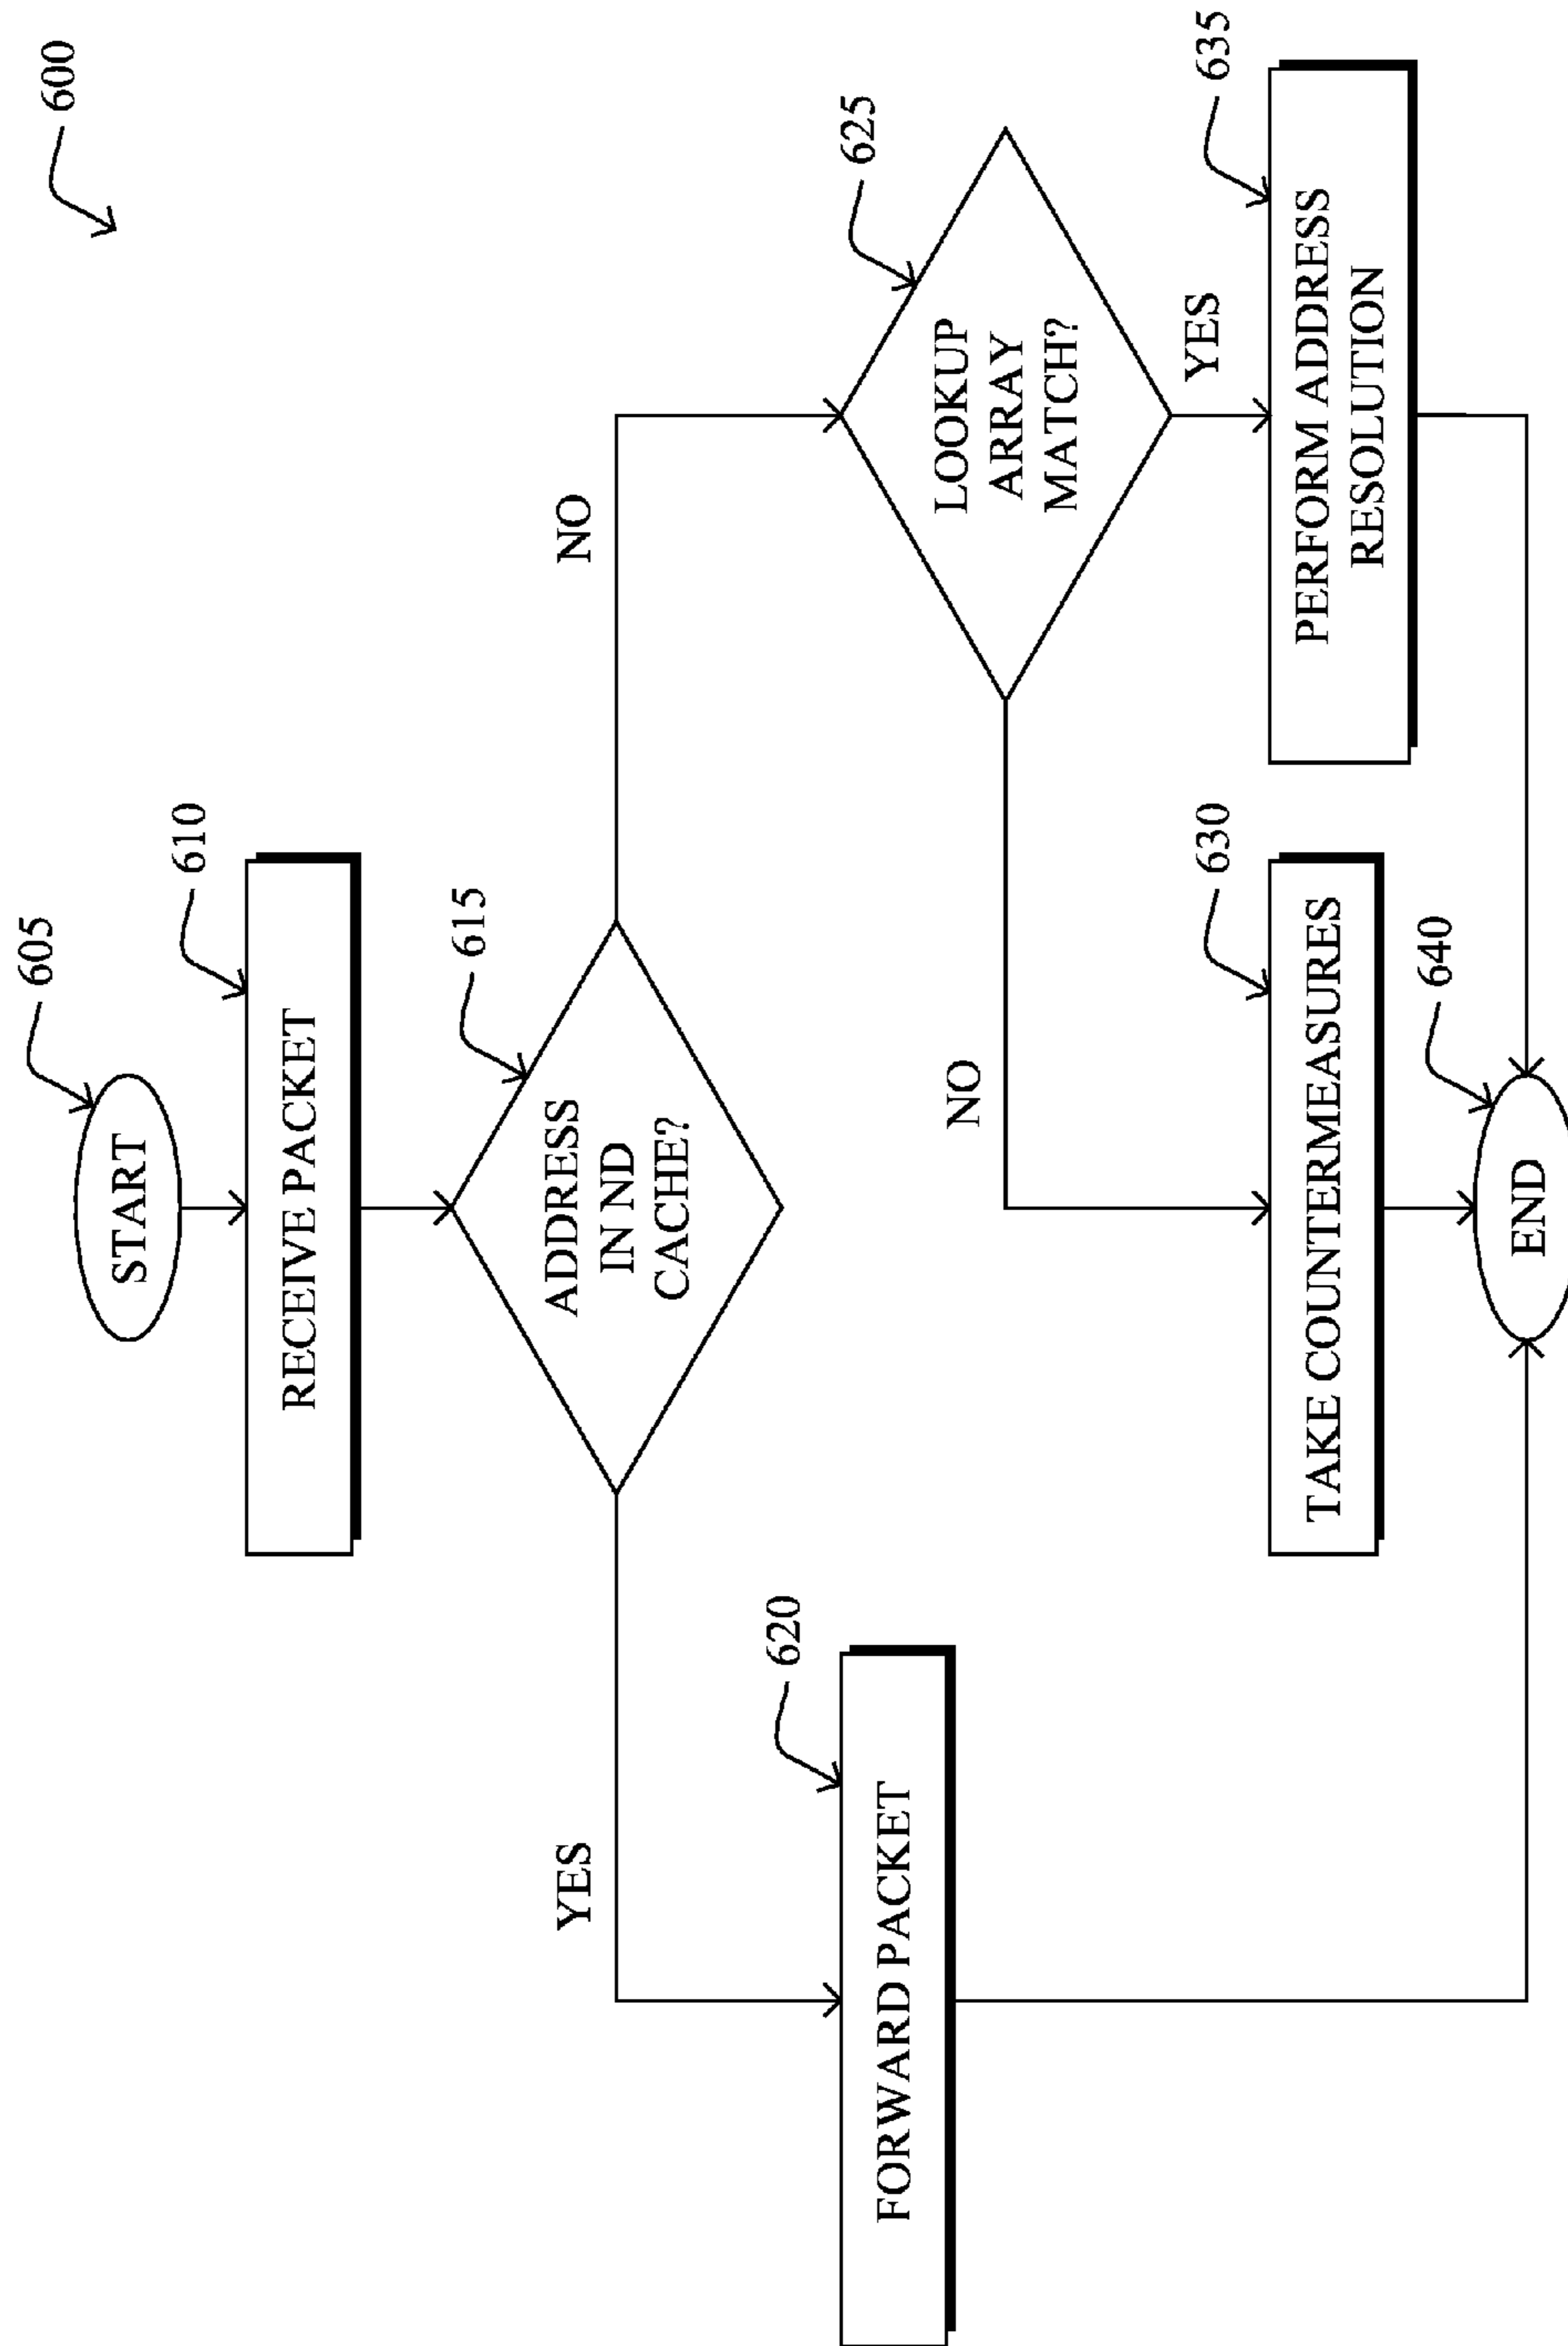 600
605
START
610
RECEIVE PACKET
615
ADDRESS
IN ND
CACHE?
YES
NO
620
FORWARD PACKET
625
LOOKUP
ARRAY
MATCH?
NO
YES
630
TAKE COUNTERMEASURES
635
PERFORM ADDRESS
RESOLUTION
640
END